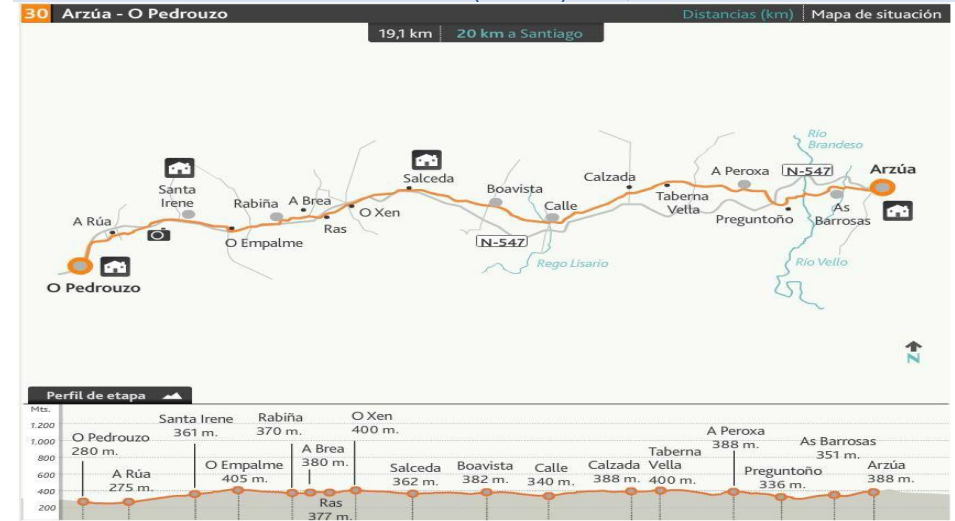 30 Arzúa - O Pedrouzo
Distancias (km) Mapa de situación
19,1 km 20 km a Santiago
Río
Brandeso
Salceda
Santa
Irene
Rabiña
A Brea
O Xen
Boavista
Calzada
A Peroxa
N-547
Arzúa
A Rúa
O Empalme
Ras
Calle
Taberna
Vella
Preguntoño
As
Barrosas
N-547
Rego Lisario
Río Vello
O Pedrouzo
N
Perfil de etapa
Mts.
1.200
1.000
800
600
400
200
O Pedrouzo
280 m.
A Rúa
275 m.
Santa Irene
361 m.
O Empalme
405 m.
Rabiña
370 m.
A Brea
380 m.
Ras
377 m.
O Xen
400 m.
Salceda
362 m.
Boavista
382 m.
Calle
340 m.
Calzada
388 m.
Taberna
Vella
400 m.
A Peroxa
388 m.
Preguntoño
336 m.
As Barrosas
351 m.
Arzúa
388 m.